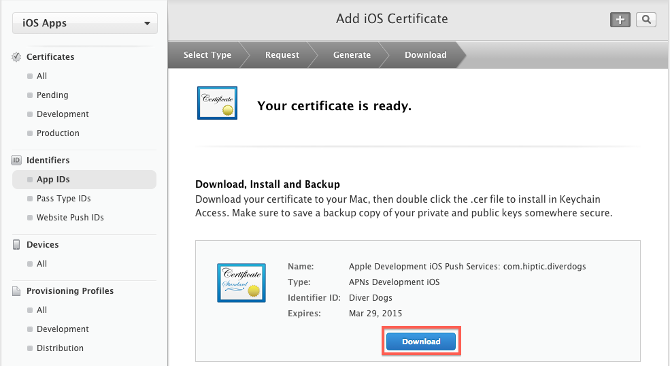 iOS Apps
Certificates
All
Pending
Development
Production
Identifiers
App IDs
Pass Type IDs
Website Push IDs
Devices
All
Provisioning Profiles
All
Development
Distribution
Add iOS Certificate
Select Type
Request
Generate
Download
Certificate
Your certificate is ready.
Download, Install and Backup
Download your certificate to your Mac, then double click the .cer file to install in Keychain
Access. Make sure to save a backup copy of your private and public keys somewhere secure.
Certificate
Standard
Name: Apple Development iOS Push Services: com.hiptic.diverdogs
Type: APNs Development iOS
Identifier ID: Diver Dogs
Expires: Mar 29, 2015
Download